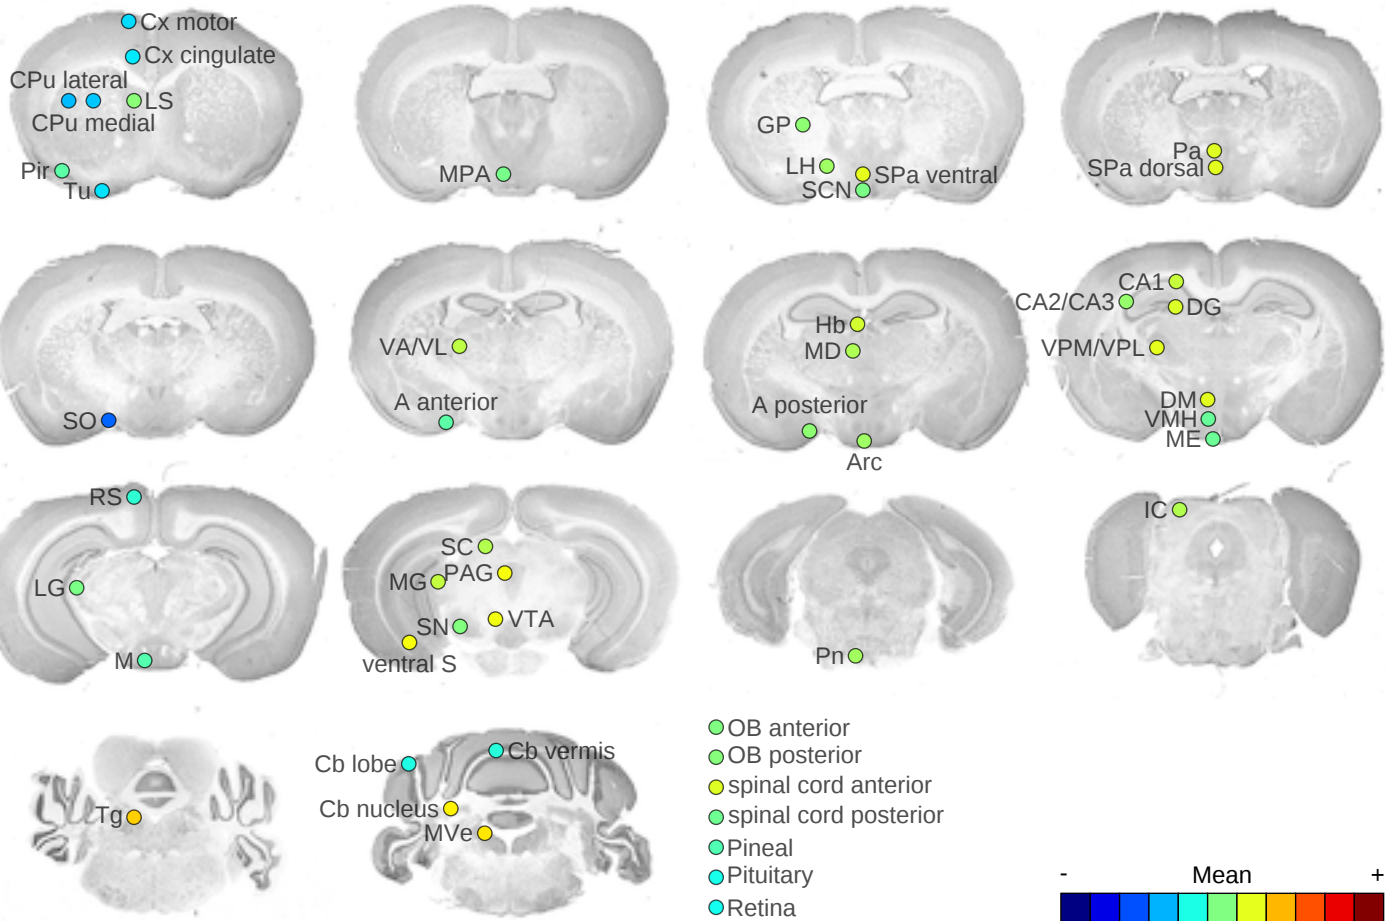 Cx motor
Cx cingulate
CPu lateral
LS
CPu medial
Pir
Tu
MPA
GP
LH
SPa ventral
SCN
Pa
SPa dorsal
SO
VA/VL
A anterior
Hb
MD
A posterior
Arc
CA1
CA2/CA3
DG
VPM/VPL
DM
VMH
ME
RS
LG
M
SC
PAG
MG
SN
VTA
ventral S
Pn
IC
Tg
Cb vermis
Cb lobe
Cb nucleus
MVe
OB anterior
OB posterior
spinal cord anterior
spinal cord posterior
Pineal
Pituitary
Retina
- Mean +